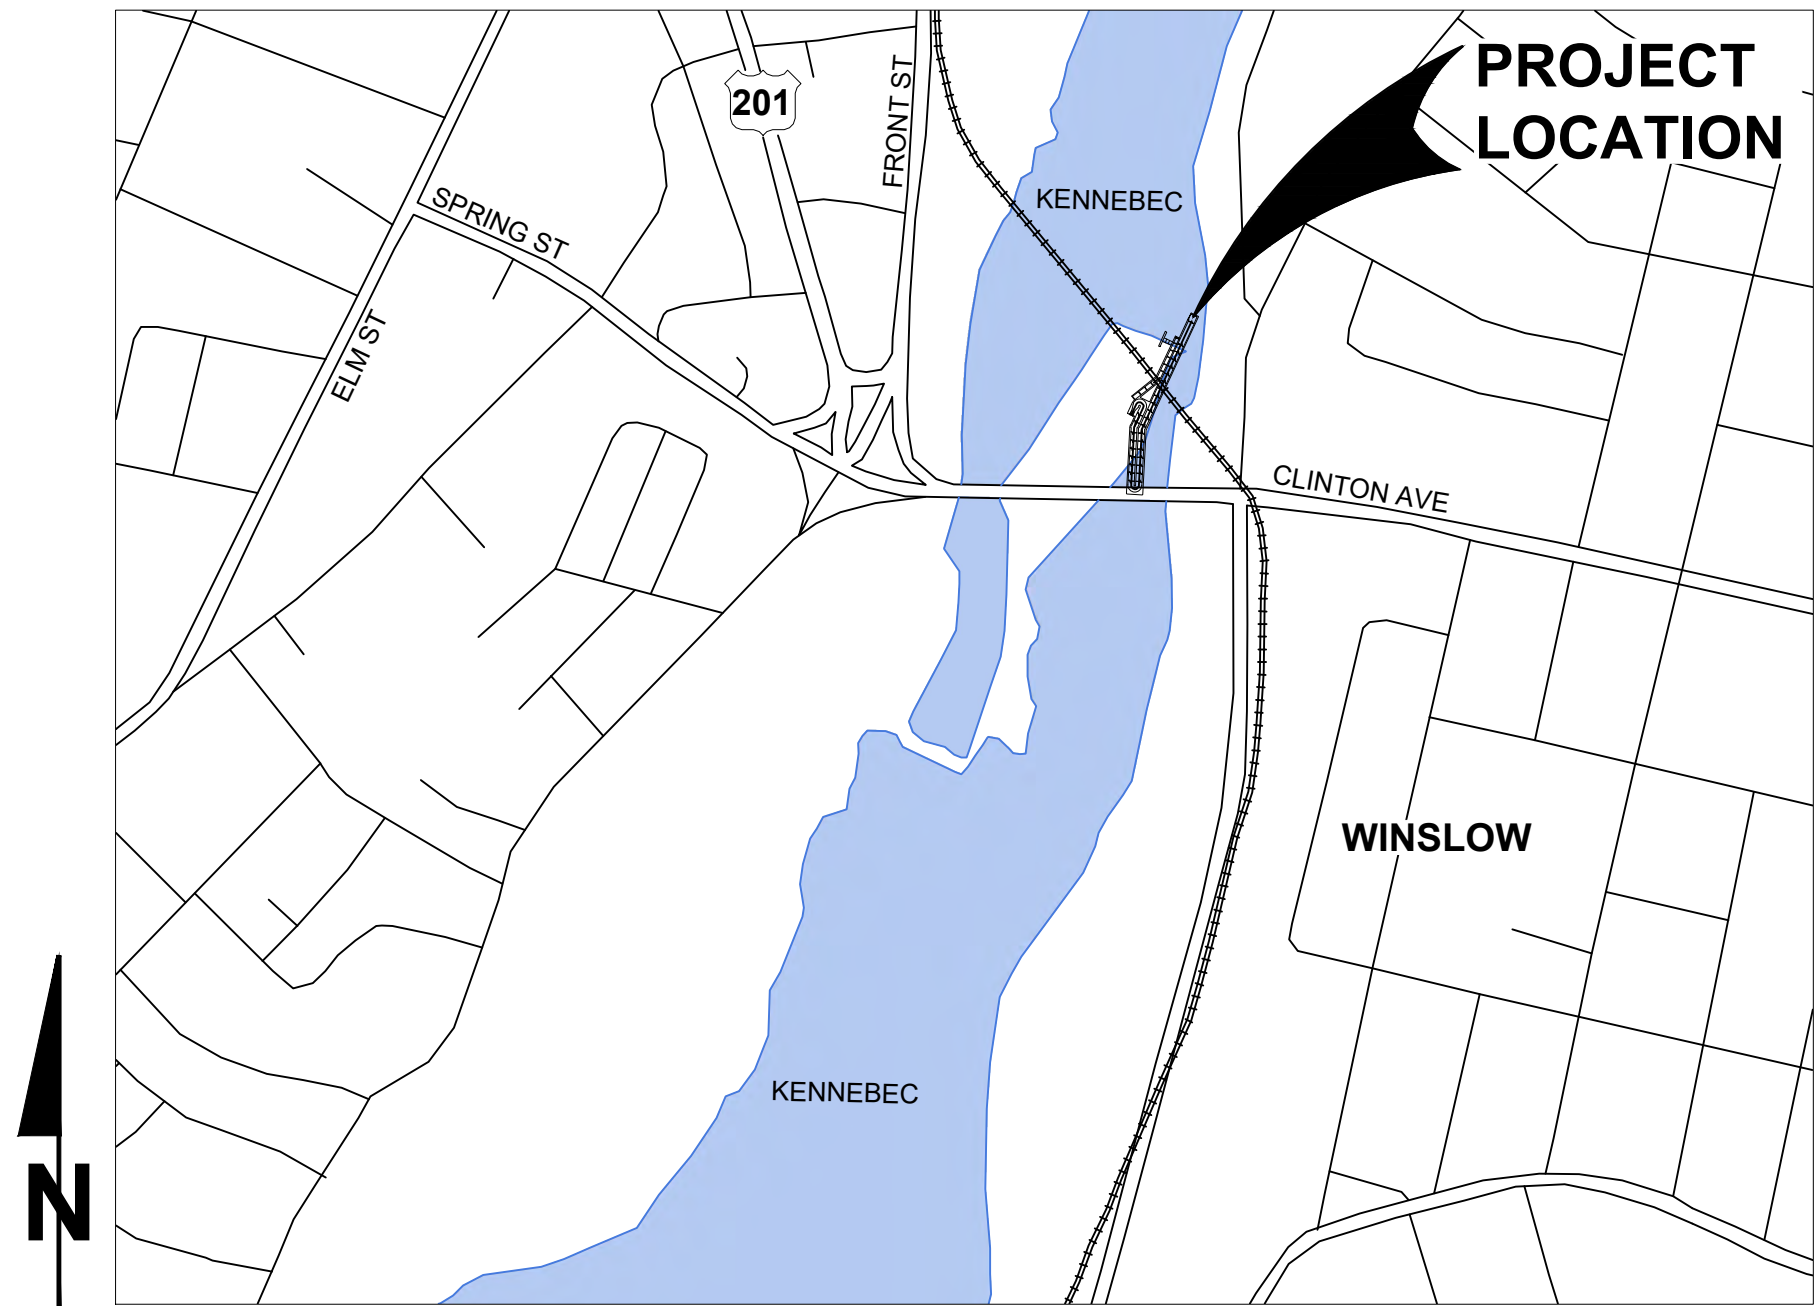 PROJECT
LOCATION
201
FRONT ST
KENNEBEC
SPRING ST
ELM ST
CLINTON AVE
WINSLOW
KENNEBEC
N